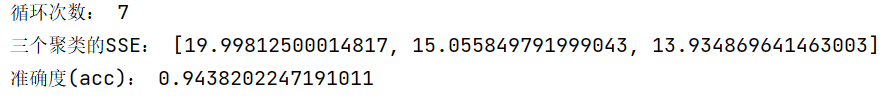 循环次数： 7
三个聚类的SSE： [19.99812500014817, 15.055849791999043, 13.934869641463003]
准确度(acc)： 0.9438202247191011